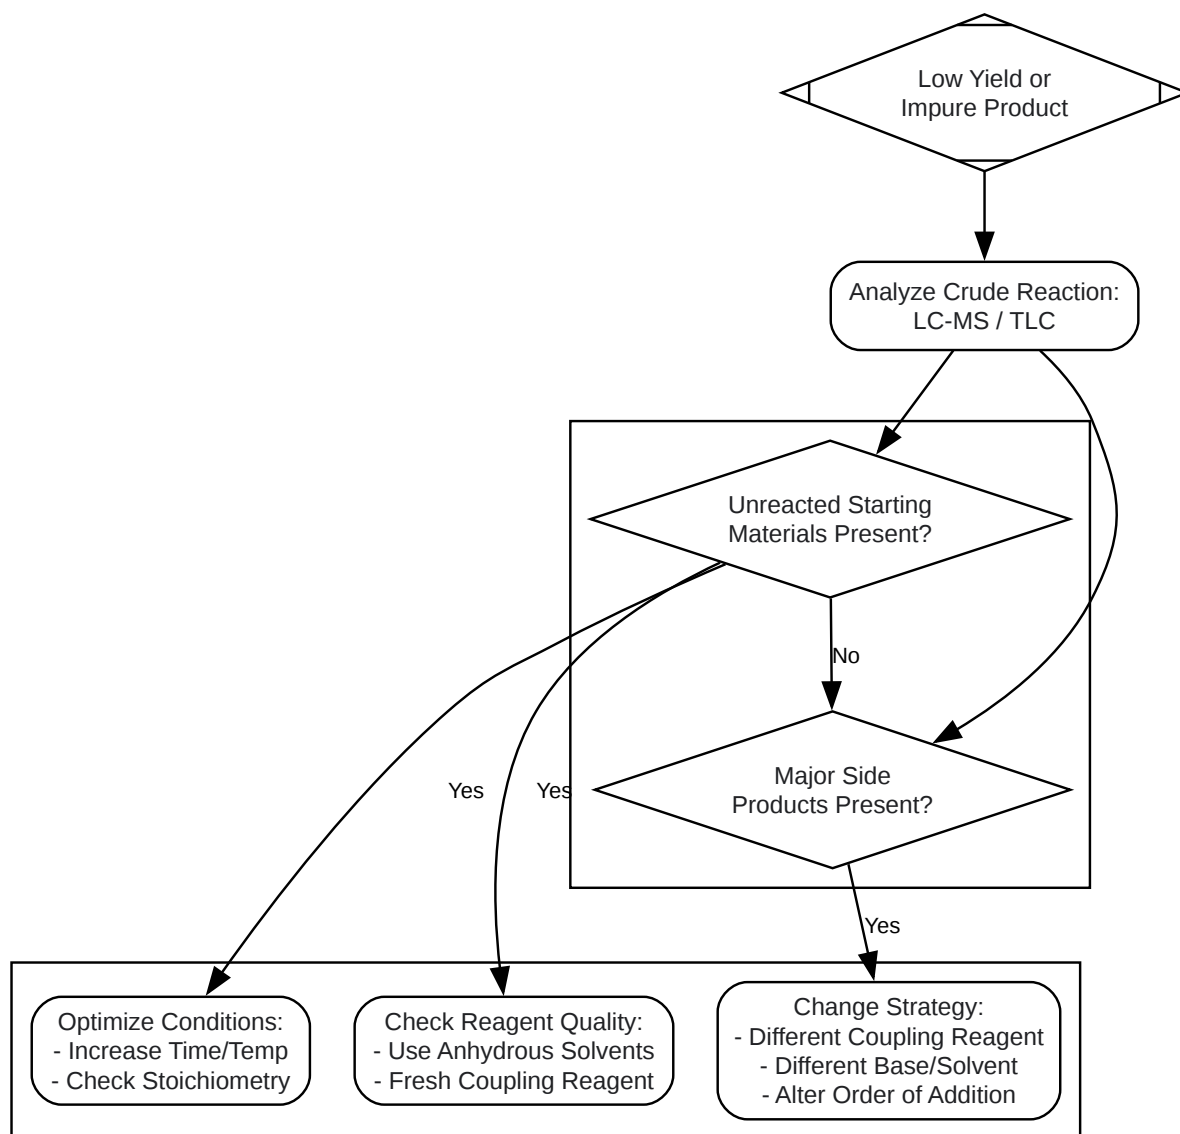 Low Yield or
Impure Product
Analyze Crude Reaction:
LC-MS / TLC
Unreacted Starting
Materials Present?
No
Major Side
Products Present?
Yes
Yes
Yes
Optimize Conditions:
- Increase Time/Temp
- Check Stoichiometry
Check Reagent Quality:
- Use Anhydrous Solvents
- Fresh Coupling Reagent
Change Strategy:
- Different Coupling Reagent
- Different Base/Solvent
- Alter Order of Addition